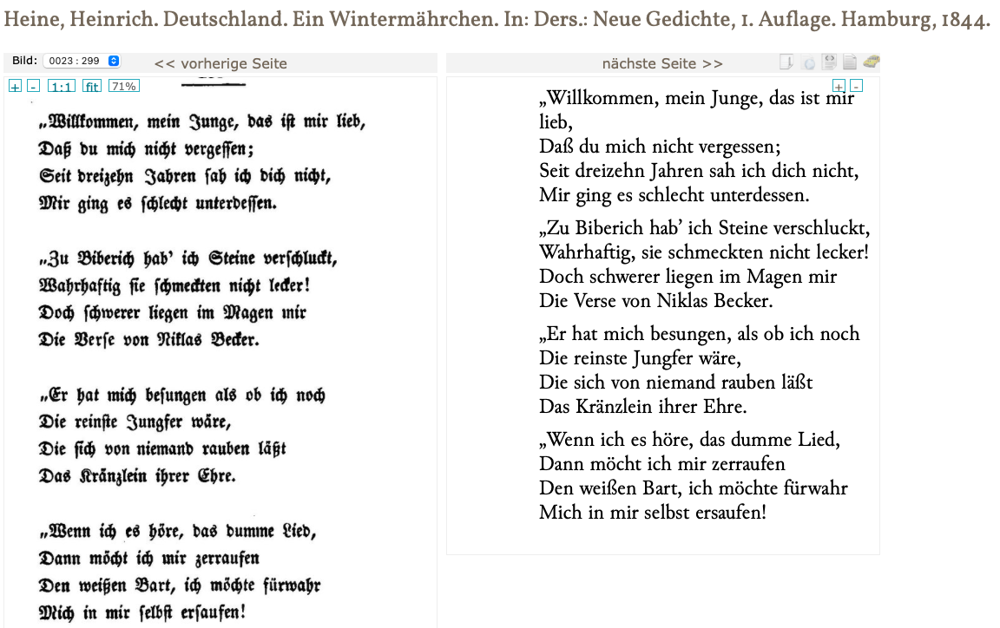 Heine, Heinrich. Deutschland. Ein Wintermährchen. In: Ders.: Neue Gedichte, 1. Auflage. Hamburg, 1844.
Bild: 0023 : 299 << vorherige Seite
nächste Seite >>
+ - 1:1 fit 71%
„Willkommen, mein Junge, das iſt mir lieb,
Daß du mich nicht vergeſſen;
Seit dreizehn Jahren ſah ich dich nicht,
Mir ging es ſchlecht unterdeſſen.
„Zu Biberich hab’ ich Steine verſchluckt,
Wahrhaftig ſie ſchmeckten nicht lecker!
Doch ſchwerer liegen im Magen mir
Die Verſe von Niklas Becker.
„Er hat mich beſungen als ob ich noch
Die reinſte Jungfer wäre,
Die ſich von niemand rauben läßt
Das Kränzlein ihrer Ehre.
„Wenn ich es höre, das dumme Lied,
Dann möcht ich mir zerraufen
Den weißen Bart, ich möchte fürwahr
Mich in mir ſelbſt erſaufen!
+ -
„Willkommen, mein Junge, das ist mir
lieb,
Daß du mich nicht vergessen;
Seit dreizehn Jahren sah ich dich nicht,
Mir ging es schlecht unterdessen.
„Zu Biberich hab’ ich Steine verschluckt,
Wahrhaftig, sie schmeckten nicht lecker!
Doch schwerer liegen im Magen mir
Die Verse von Niklas Becker.
„Er hat mich besungen, als ob ich noch
Die reinste Jungfer wäre,
Die sich von niemand rauben läßt
Das Kränzlein ihrer Ehre.
„Wenn ich es höre, das dumme Lied,
Dann möcht ich mir zerraufen
Den weißen Bart, ich möchte fürwahr
Mich in mir selbst ersaufen!